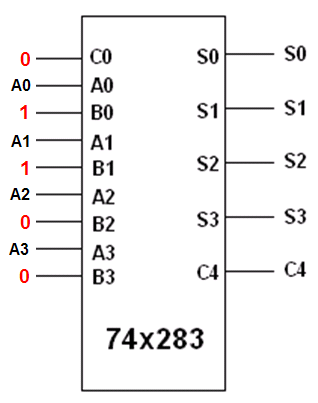 0 C0 S0 S0
A0 A0
1 B0
A1 A1 S1 S1
1 B1
A2 A2 S2 S2
0 B2
A3 A3 S3 S3
0 B3 C4 C4
74x283